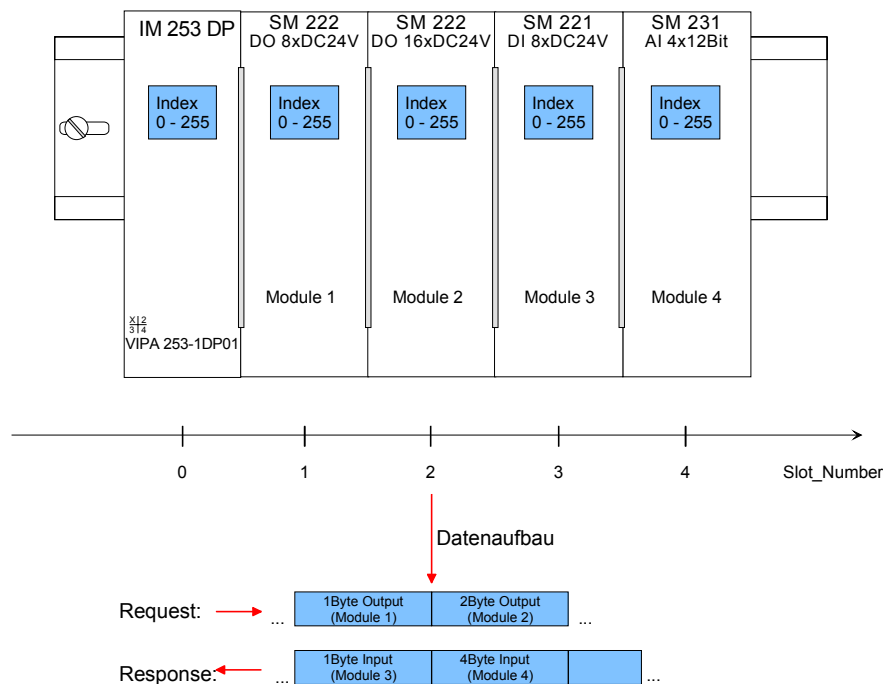 IM 253 DP
SM 222
DO 8xDC24V
SM 222
DO 16xDC24V
SM 221
DI 8xDC24V
SM 231
AI 4x12Bit
Index
0 - 255
Index
0 - 255
Index
0 - 255
Index
0 - 255
Index
0 - 255
Module 1
Module 2
Module 3
Module 4
X 2
3 4
VIPA 253-1DP01
0
1
2
3
4
Slot_Number
Datenaufbau
Request:
...
1Byte Output
(Module 1)
2Byte Output
(Module 2)
...
Response:
...
1Byte Input
(Module 3)
4Byte Input
(Module 4)
...